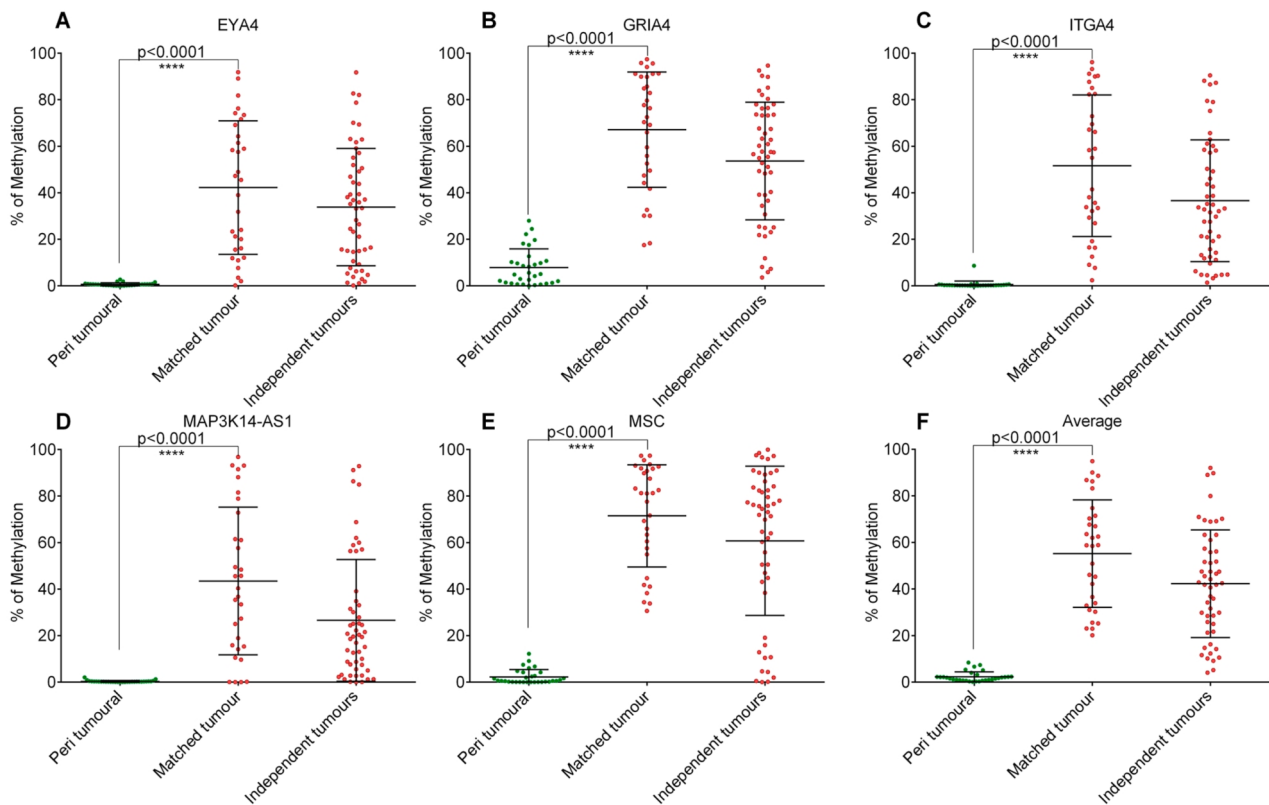 A
EYA4
p<0.0001
****
% of Methylation
100
80
60
40
20
0
Peri tumoural
Matched tumour
Independent tumours
B
GRIA4
p<0.0001
****
% of Methylation
100
80
60
40
20
0
Peri tumoural
Matched tumour
Independent tumours
C
ITGA4
p<0.0001
****
% of Methylation
100
80
60
40
20
0
Peri tumoural
Matched tumour
Independent tumours
D
MAP3K14-AS1
p<0.0001
****
% of Methylation
100
80
60
40
20
0
Peri tumoural
Matched tumour
Independent tumours
E
MSC
p<0.0001
****
% of Methylation
100
80
60
40
20
0
Peri tumoural
Matched tumour
Independent tumours
F
Average
p<0.0001
****
% of Methylation
100
80
60
40
20
0
Peri tumoural
Matched tumour
Independent tumours